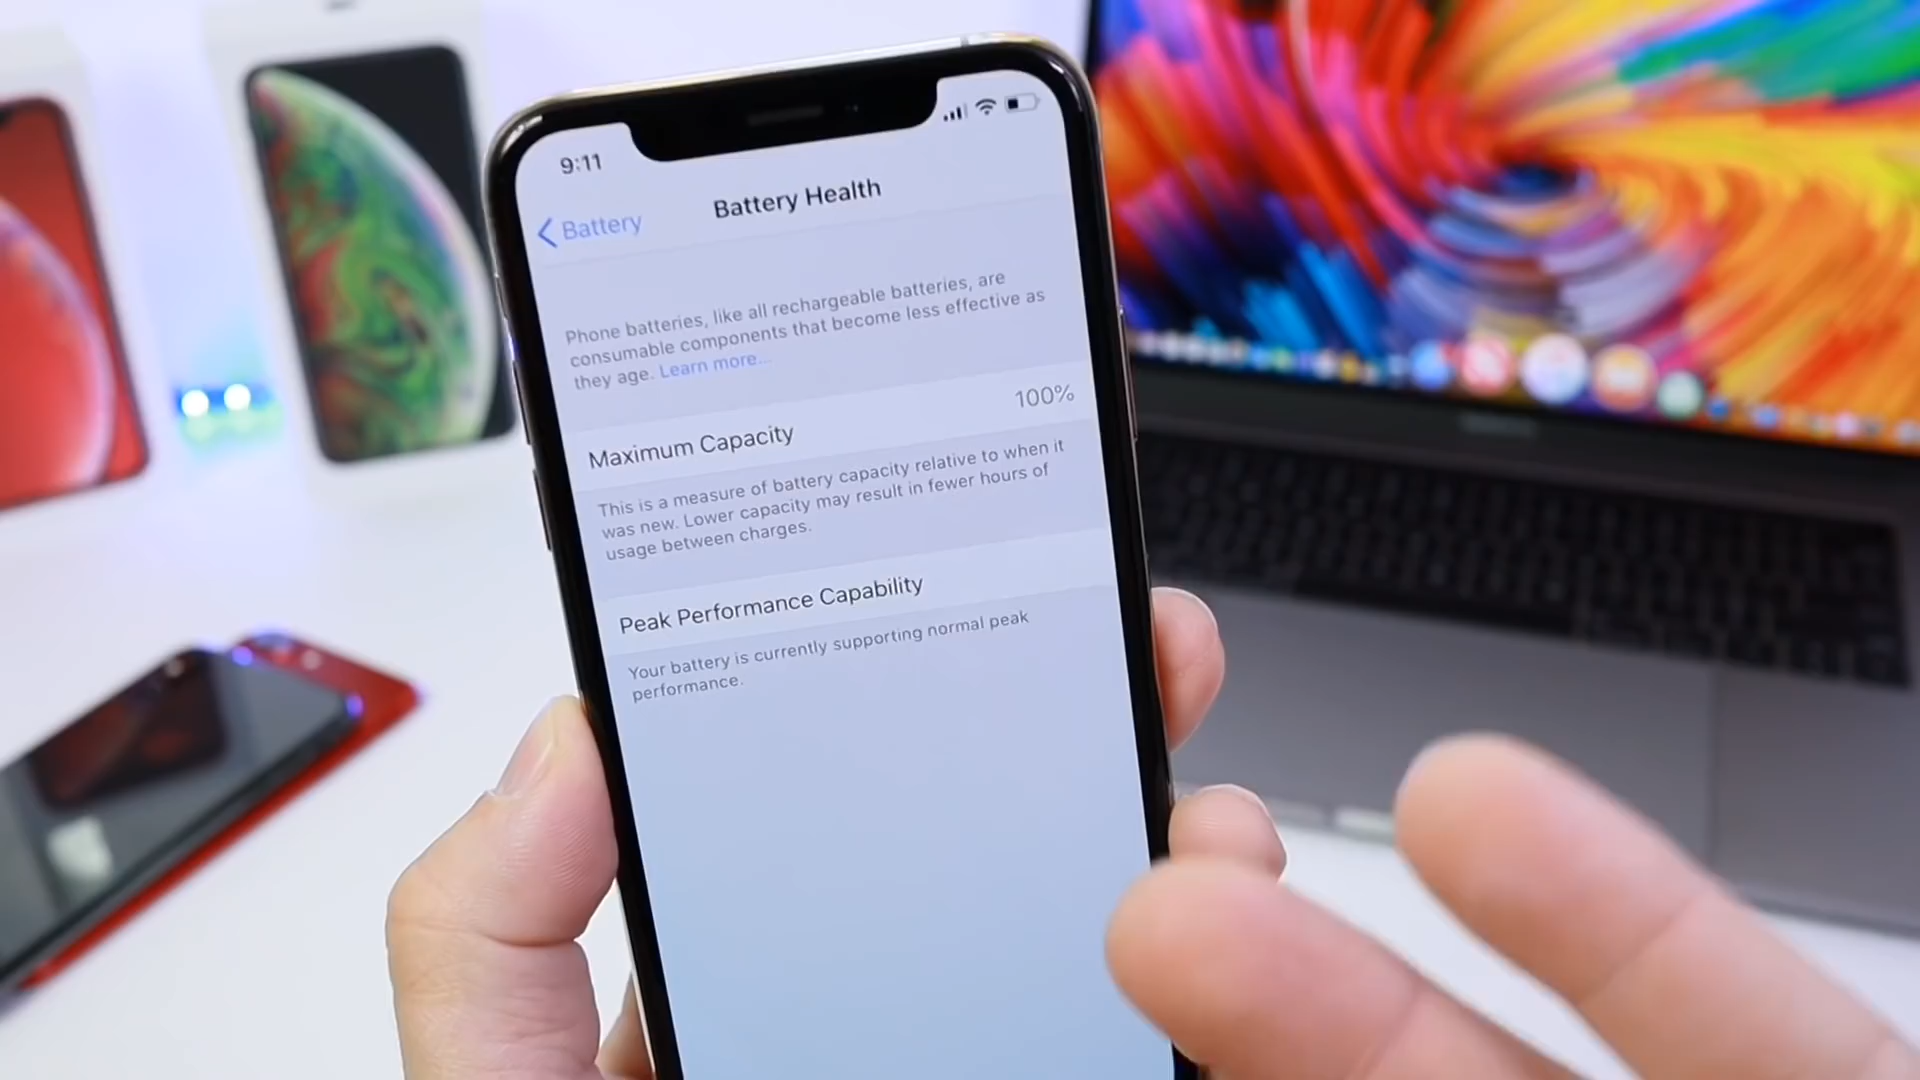 9:11
Battery
Battery Health
Phone batteries, like all rechargeable batteries, are
consumable components that become less effective as
they age. Learn more...
Maximum Capacity
100%
This is a measure of battery capacity relative to when it
was new. Lower capacity may result in fewer hours of
usage between charges.
Peak Performance Capability
Your battery is currently supporting normal peak
performance.